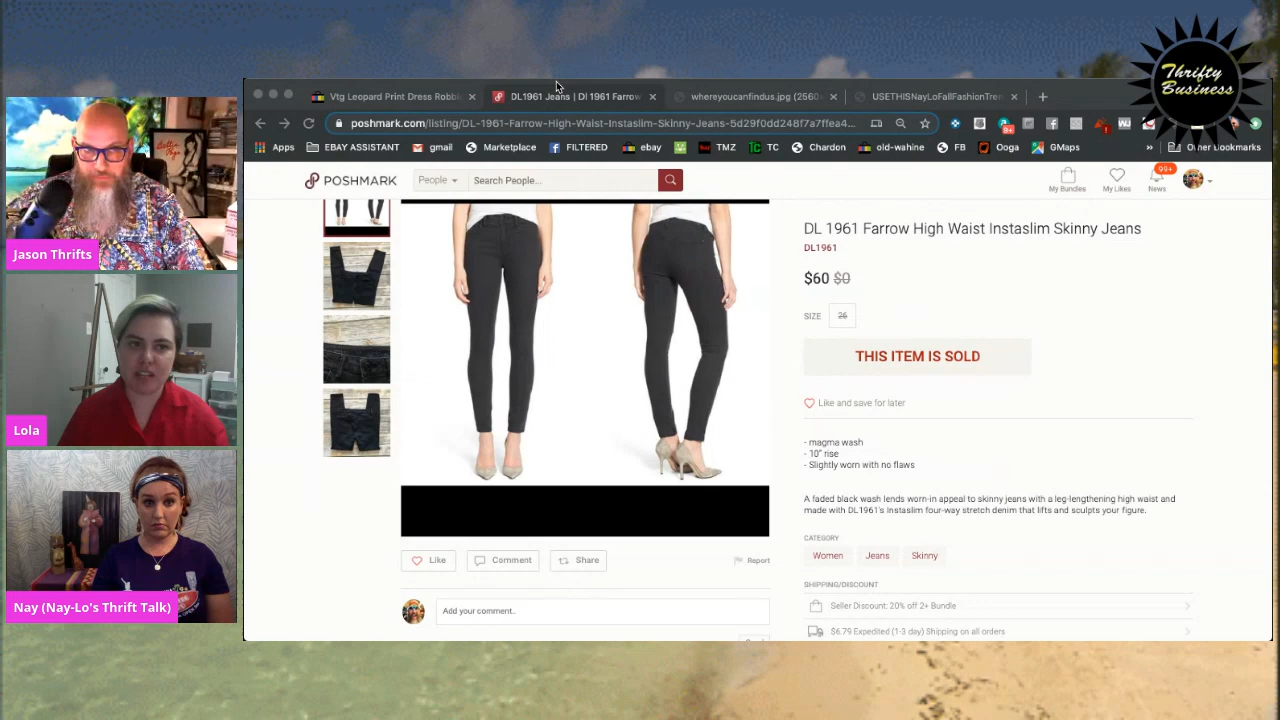 Thrifty
Business
Vtg Leopard Print Dress Robbi
DL1961 Jeans | Dl 1961 Farrow
whereyoucanfindus.jpg (2560
USETHISNayLoFallFashionTren
poshmark.com/listing/DL-1961-Farrow-High-Waist-Instaslim-Skinny-Jeans-5d29f0dd248f7a7ffea4...
Apps
EBAY ASSISTANT
gmail
Marketplace
FILTERED
ebay
TMZ
TC
Chardon
old-wahine
FB
Ooga
GMaps
»
Other Bookmarks
POSHMARK
People
Search People...
My Bundles
My Likes
99+
News
DL 1961 Farrow High Waist Instaslim Skinny Jeans
DL1961
$60 $0
SIZE 26
THIS ITEM IS SOLD
Like and save for later
- magma wash
- 10" rise
- Slightly worn with no flaws
A faded black wash lends worn-in appeal to skinny jeans with a leg-lengthening high waist and
made with DL1961's Instaslim four-way stretch denim that lifts and sculpts your figure.
CATEGORY
Women Jeans Skinny
SHIPPING/DISCOUNT
Seller Discount: 20% off 2+ Bundle
$6.79 Expedited (1-3 day) Shipping on all orders
Like Comment Share Report
Add your comment..
Jason Thrifts
Lola
Nay (Nay-Lo's Thrift Talk)